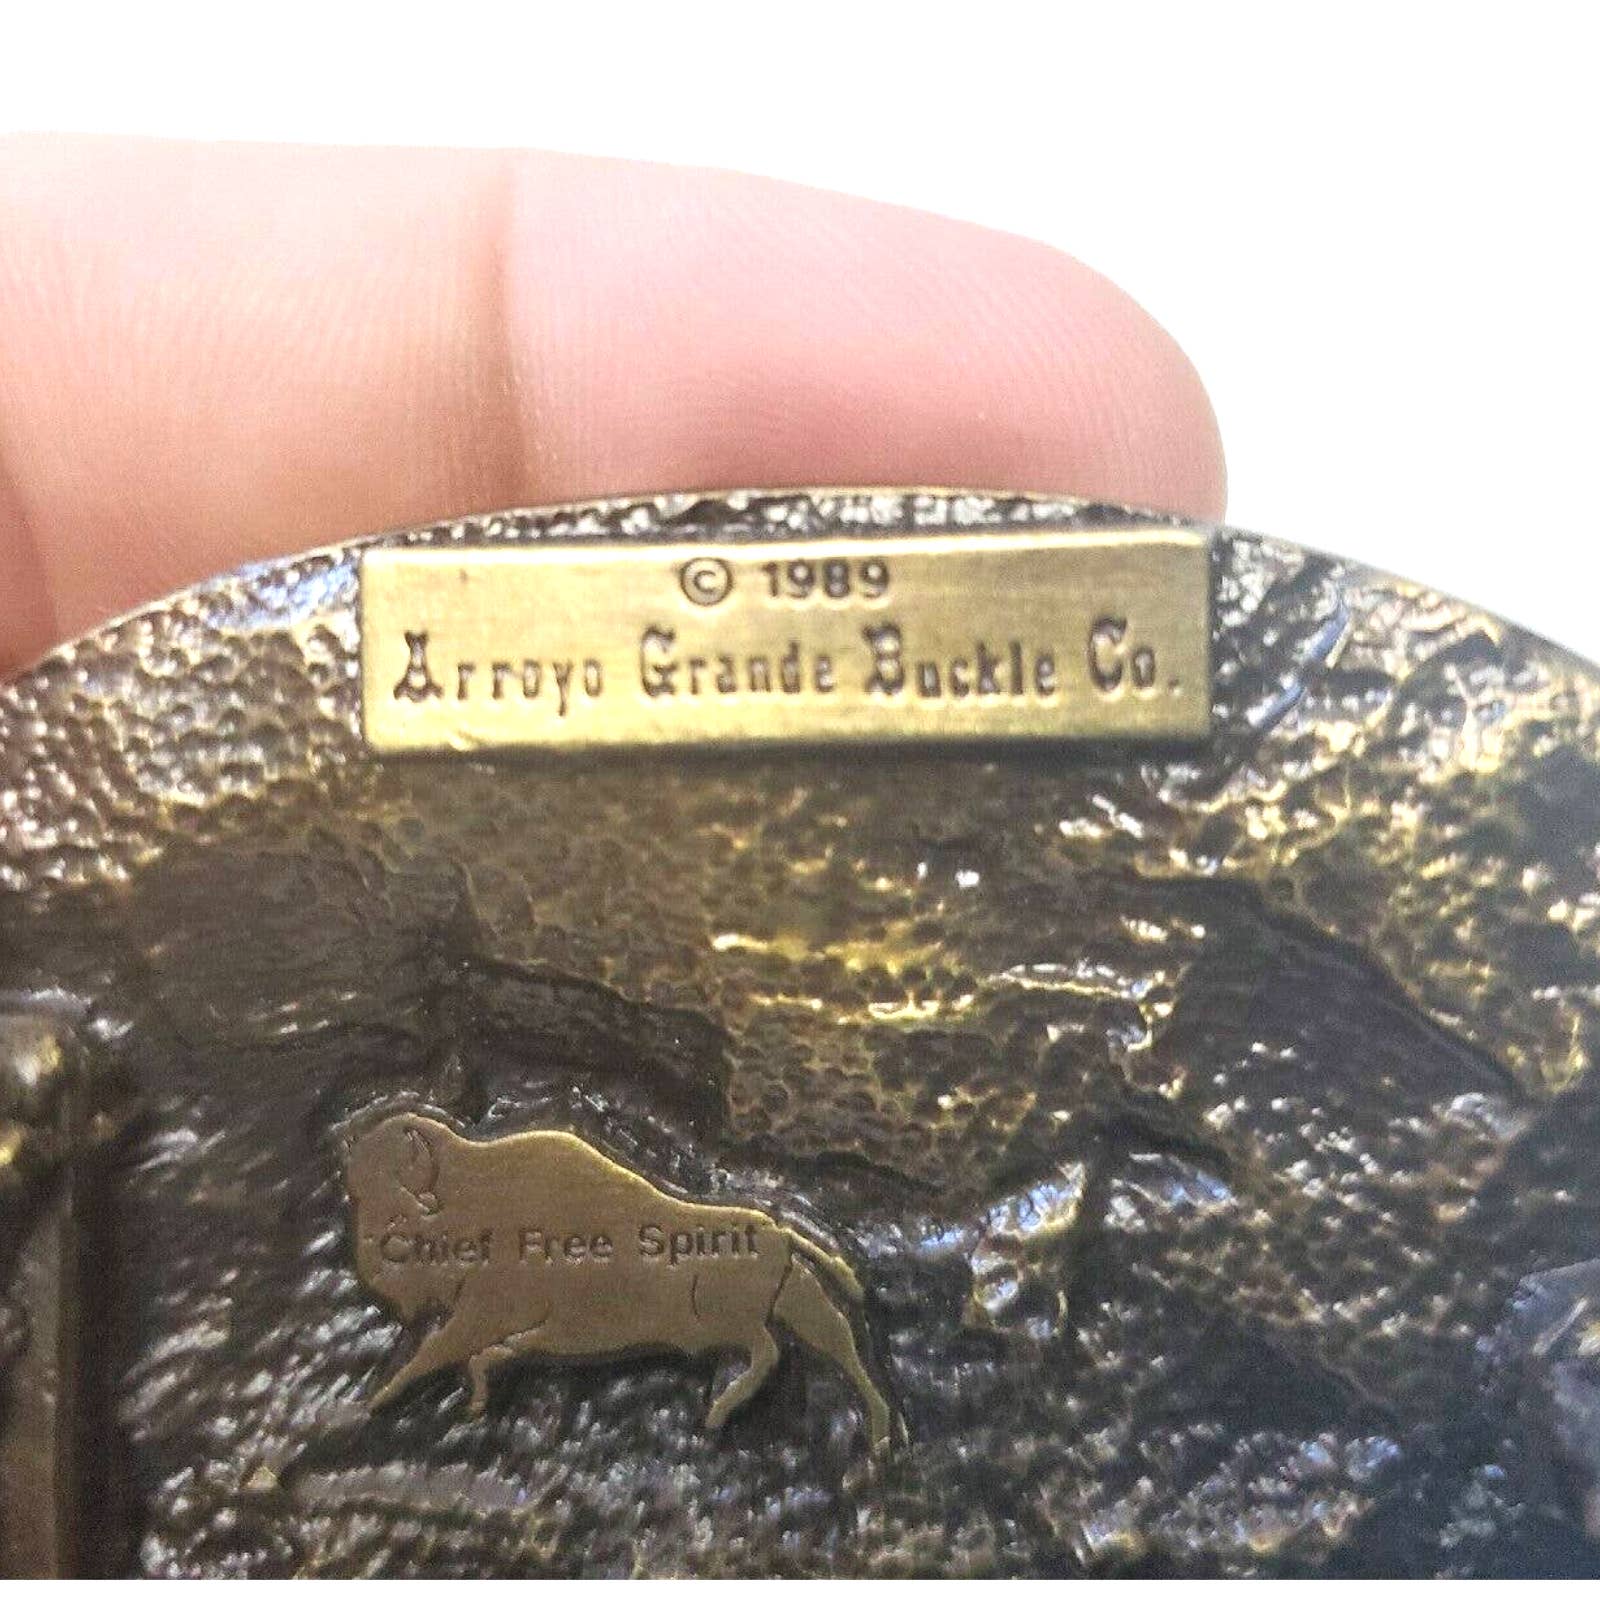 © 1989
Arroyo Grande Buckle Co.
Chief Free Spirit